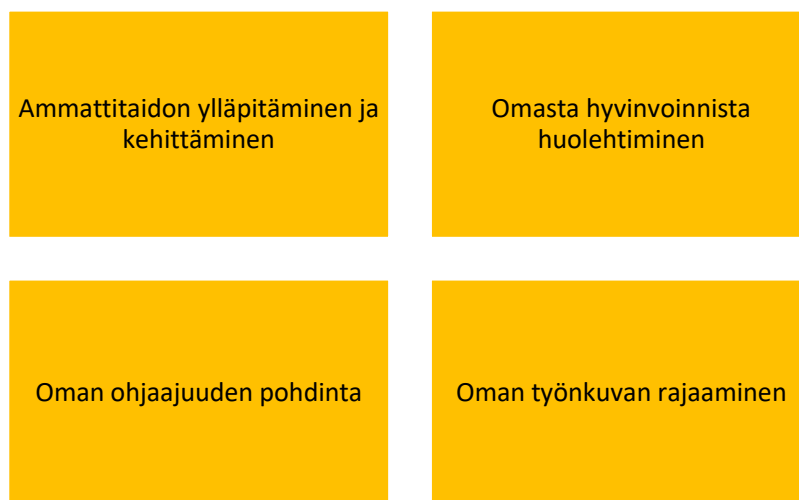 Ammattitaidon ylläpitäminen ja
kehittäminen
Omasta hyvinvoinnista
huolehtiminen
Oman ohjaajuuden pohdinta
Oman työnkuvan rajaaminen